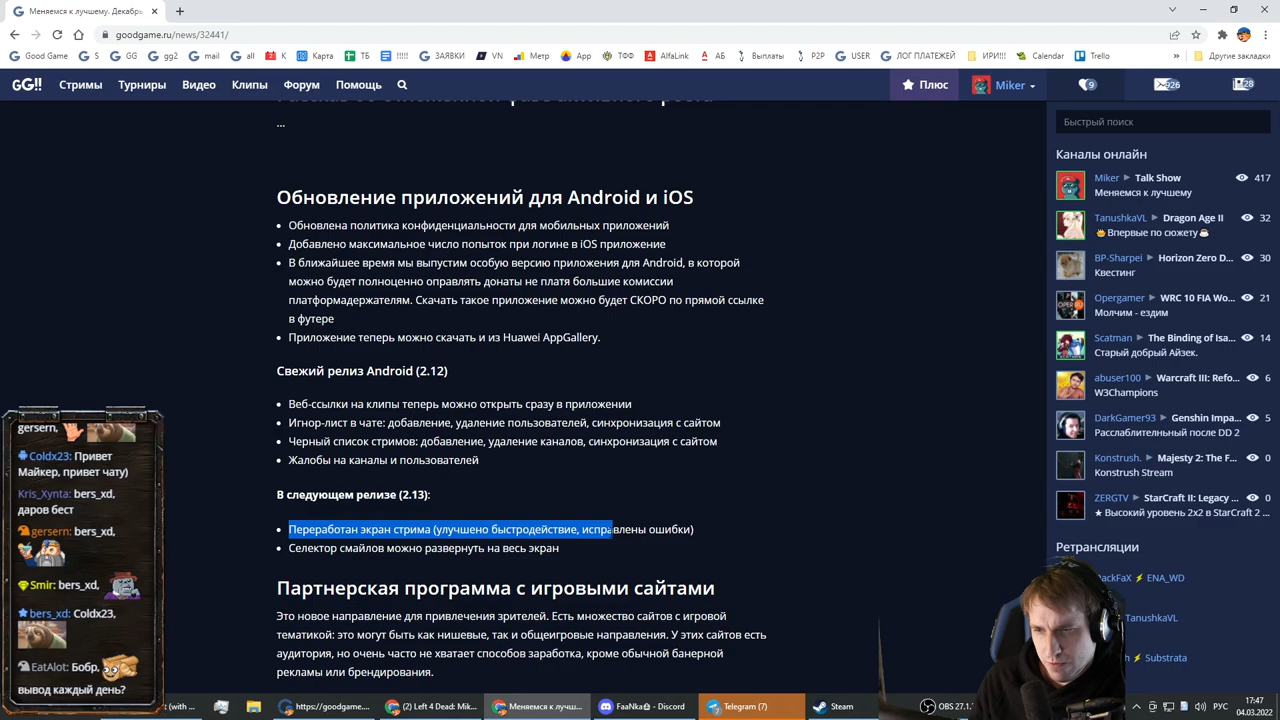 Меняемся к лучшему. Декабрь
goodgame.ru/news/32441/
Good Game
S
GG
gg2
mail
all
К
Карта
ТБ
!!!!!
ЗАЯВКИ
VN
Метр
App
ТФФ
AlfaLink
АБ
Выплаты
P2P
USER
ЛОГ ПЛАТЕЖЕЙ
ИРИ!!!
Calendar
Trello
»
Другие закладки
GG!!
Стримы
Турниры
Видео
Клипы
Форум
Помощь
Плюс
Miker
9
926
28
...
Обновление приложений для Android и iOS
• Обновлена политика конфиденциальности для мобильных приложений
• Добавлено максимальное число попыток при логине в iOS приложение
• В ближайшее время мы выпустим особую версию приложения для Android, в которой
можно будет полноценно оправлять донаты не платя большие комиссии
платформадержателям. Скачать такое приложение можно будет СКОРО по прямой ссылке
в футере
• Приложение теперь можно скачать и из Huawei AppGallery.
Свежий релиз Android (2.12)
• Веб-ссылки на клипы теперь можно открыть сразу в приложении
• Игнор-лист в чате: добавление, удаление пользователей, синхронизация с сайтом
• Черный список стримов: добавление, удаление каналов, синхронизация с сайтом
• Жалобы на каналы и пользователей
В следующем релизе (2.13):
• Переработан экран стрима (улучшено быстродействие, исправлены ошибки)
• Селектор смайлов можно развернуть на весь экран
Партнерская программа с игровыми сайтами
Это новое направление для привлечения зрителей. Есть множество сайтов с игровой
тематикой: это могут быть как нишевые, так и общеигровые направления. У этих сайтов есть
аудитория, но очень часто не хватает способов заработка, кроме обычной банерной
рекламы или брендирования.
Быстрый поиск
Каналы онлайн
Miker Talk Show 417
Меняемся к лучшему
TanushkaVL Dragon Age II 32
Впервые по сюжету
BP-Sharpei Horizon Zero D... 30
Квестинг
Opergamer WRC 10 FIA Wo... 21
Молчим - ездим
Scatman The Binding of Isa... 14
Старый добрый Айзек.
abuser100 Warcraft III: Refo... 6
W3Champions
DarkGamer93 Genshin Impa... 5
Расслаблительный после DD 2
Konstrush. Majesty 2: The F... 0
Konstrush Stream
ZERGTV StarCraft II: Legacy ... 0
★ Высокий уровень 2x2 в StarCraft 2 ...
Ретрансляции
ackFaX ENA_WD
TanushkaVL
Substrata
gersern,
Coldx23: Привет
Майкер, привет чату)
Kris_Xynta: bers_xd,
даров бест
gersern: bers_xd,
Smir: bers_xd,
bers_xd: Coldx23,
EatAlot: Бобр,
вывод каждый день?
(with ...
https://goodgame...
(2) Left 4 Dead: Mik...
Меняемся к лучшем...
FaaNka - Discord
Telegram (7)
Steam
OBS 27.1.
РУС
17:47
04.03.2022